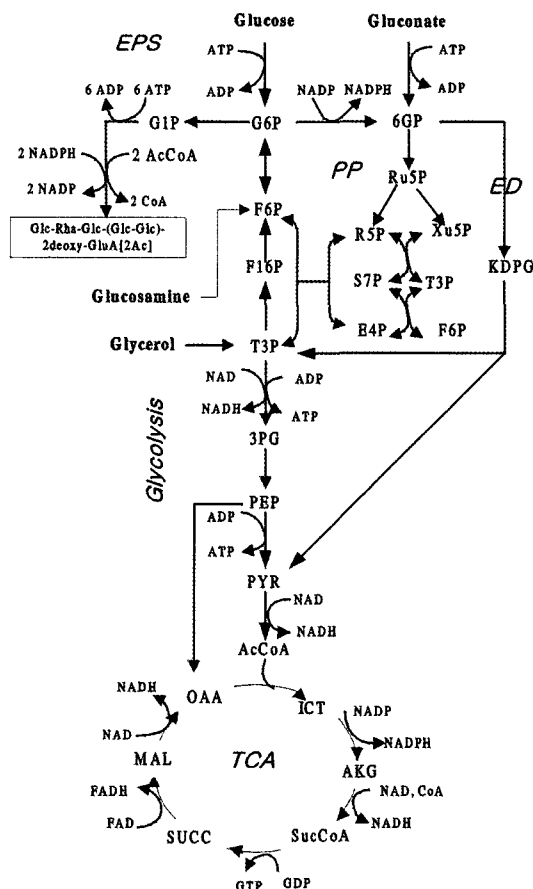 Glucose Gluconate
EPS
ATP ATP
6 ADP 6 ATP ADP NADP NADPH ADP
G1P G6P 6GP
2 NADPH 2 AcCoA PP
Ru5P ED
2 NADP 2 CoA
F6P
Glc-Rha-Glc-(Glc-Glc)-
2deoxy-GluA[2Ac]
R5P Xu5P
F16P KDPG
S7P T3P
Glucosamine
E4P F6P
Glycerol T3P
NAD ADP
NADH ATP
Glycolysis
3PG
PEP
ADP
ATP
PYR
NAD
NADH
AcCoA
NADH OAA ICT
NADP
NAD
NADPH
MAL TCA AKG
FADH NAD, CoA
FAD NADH
SUCC SucCoA
GTP GDP